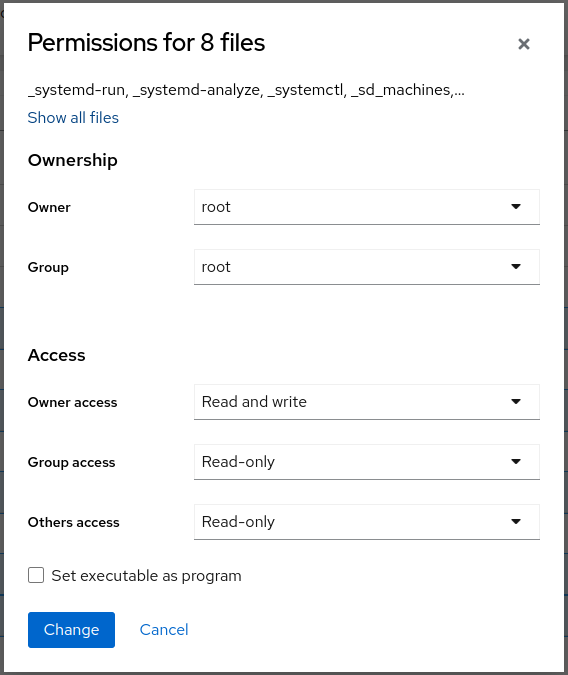 Permissions for 8 files
_systemd-run, _systemd-analyze, _systemctl, _sd_machines,...
Show all files
Ownership
Owner root
Group root
Access
Owner access Read and write
Group access Read-only
Others access Read-only
Set executable as program
Change Cancel